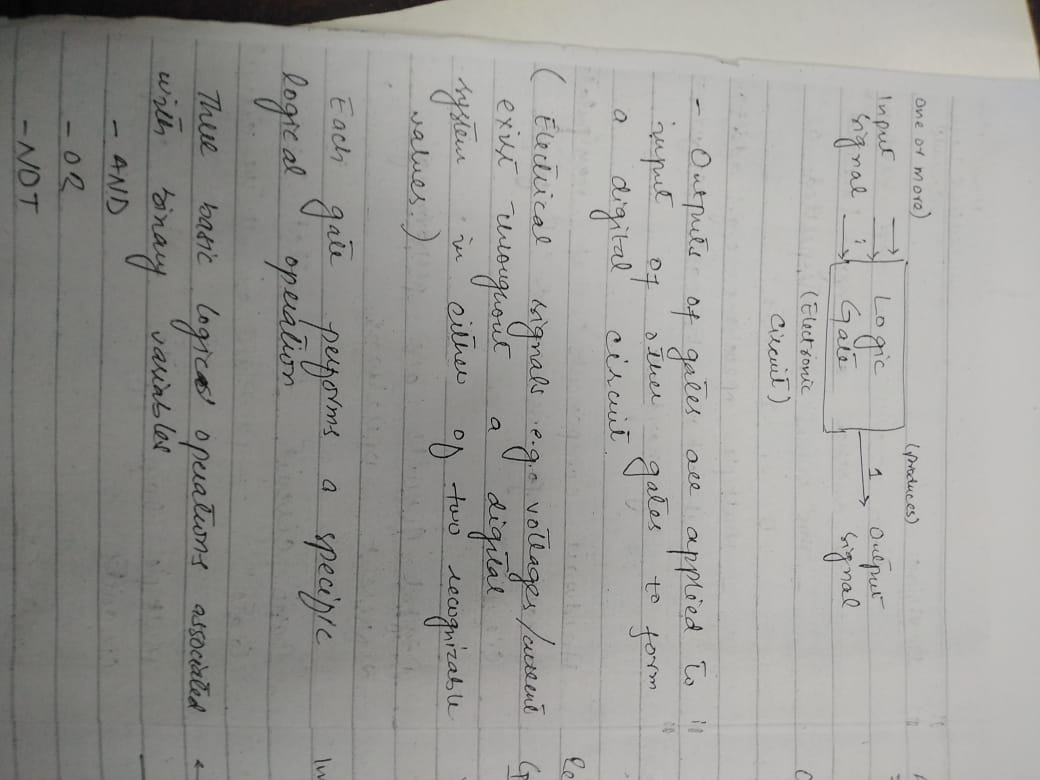 one or more) (produces)
Input → Logic 1 → Output
signal : → Gate signal
(Electronic
Circuit)
- Outputs of gates are applied to
input of other gates to form
a digital circuit.
( Electrical signals e.g. voltages/current
exist throughout a digital
system in either of two recognizable
values.)
Each gate performs a specific
logical operation
Three basic logical operations associated
with binary variables
- AND
- OR
- NOT